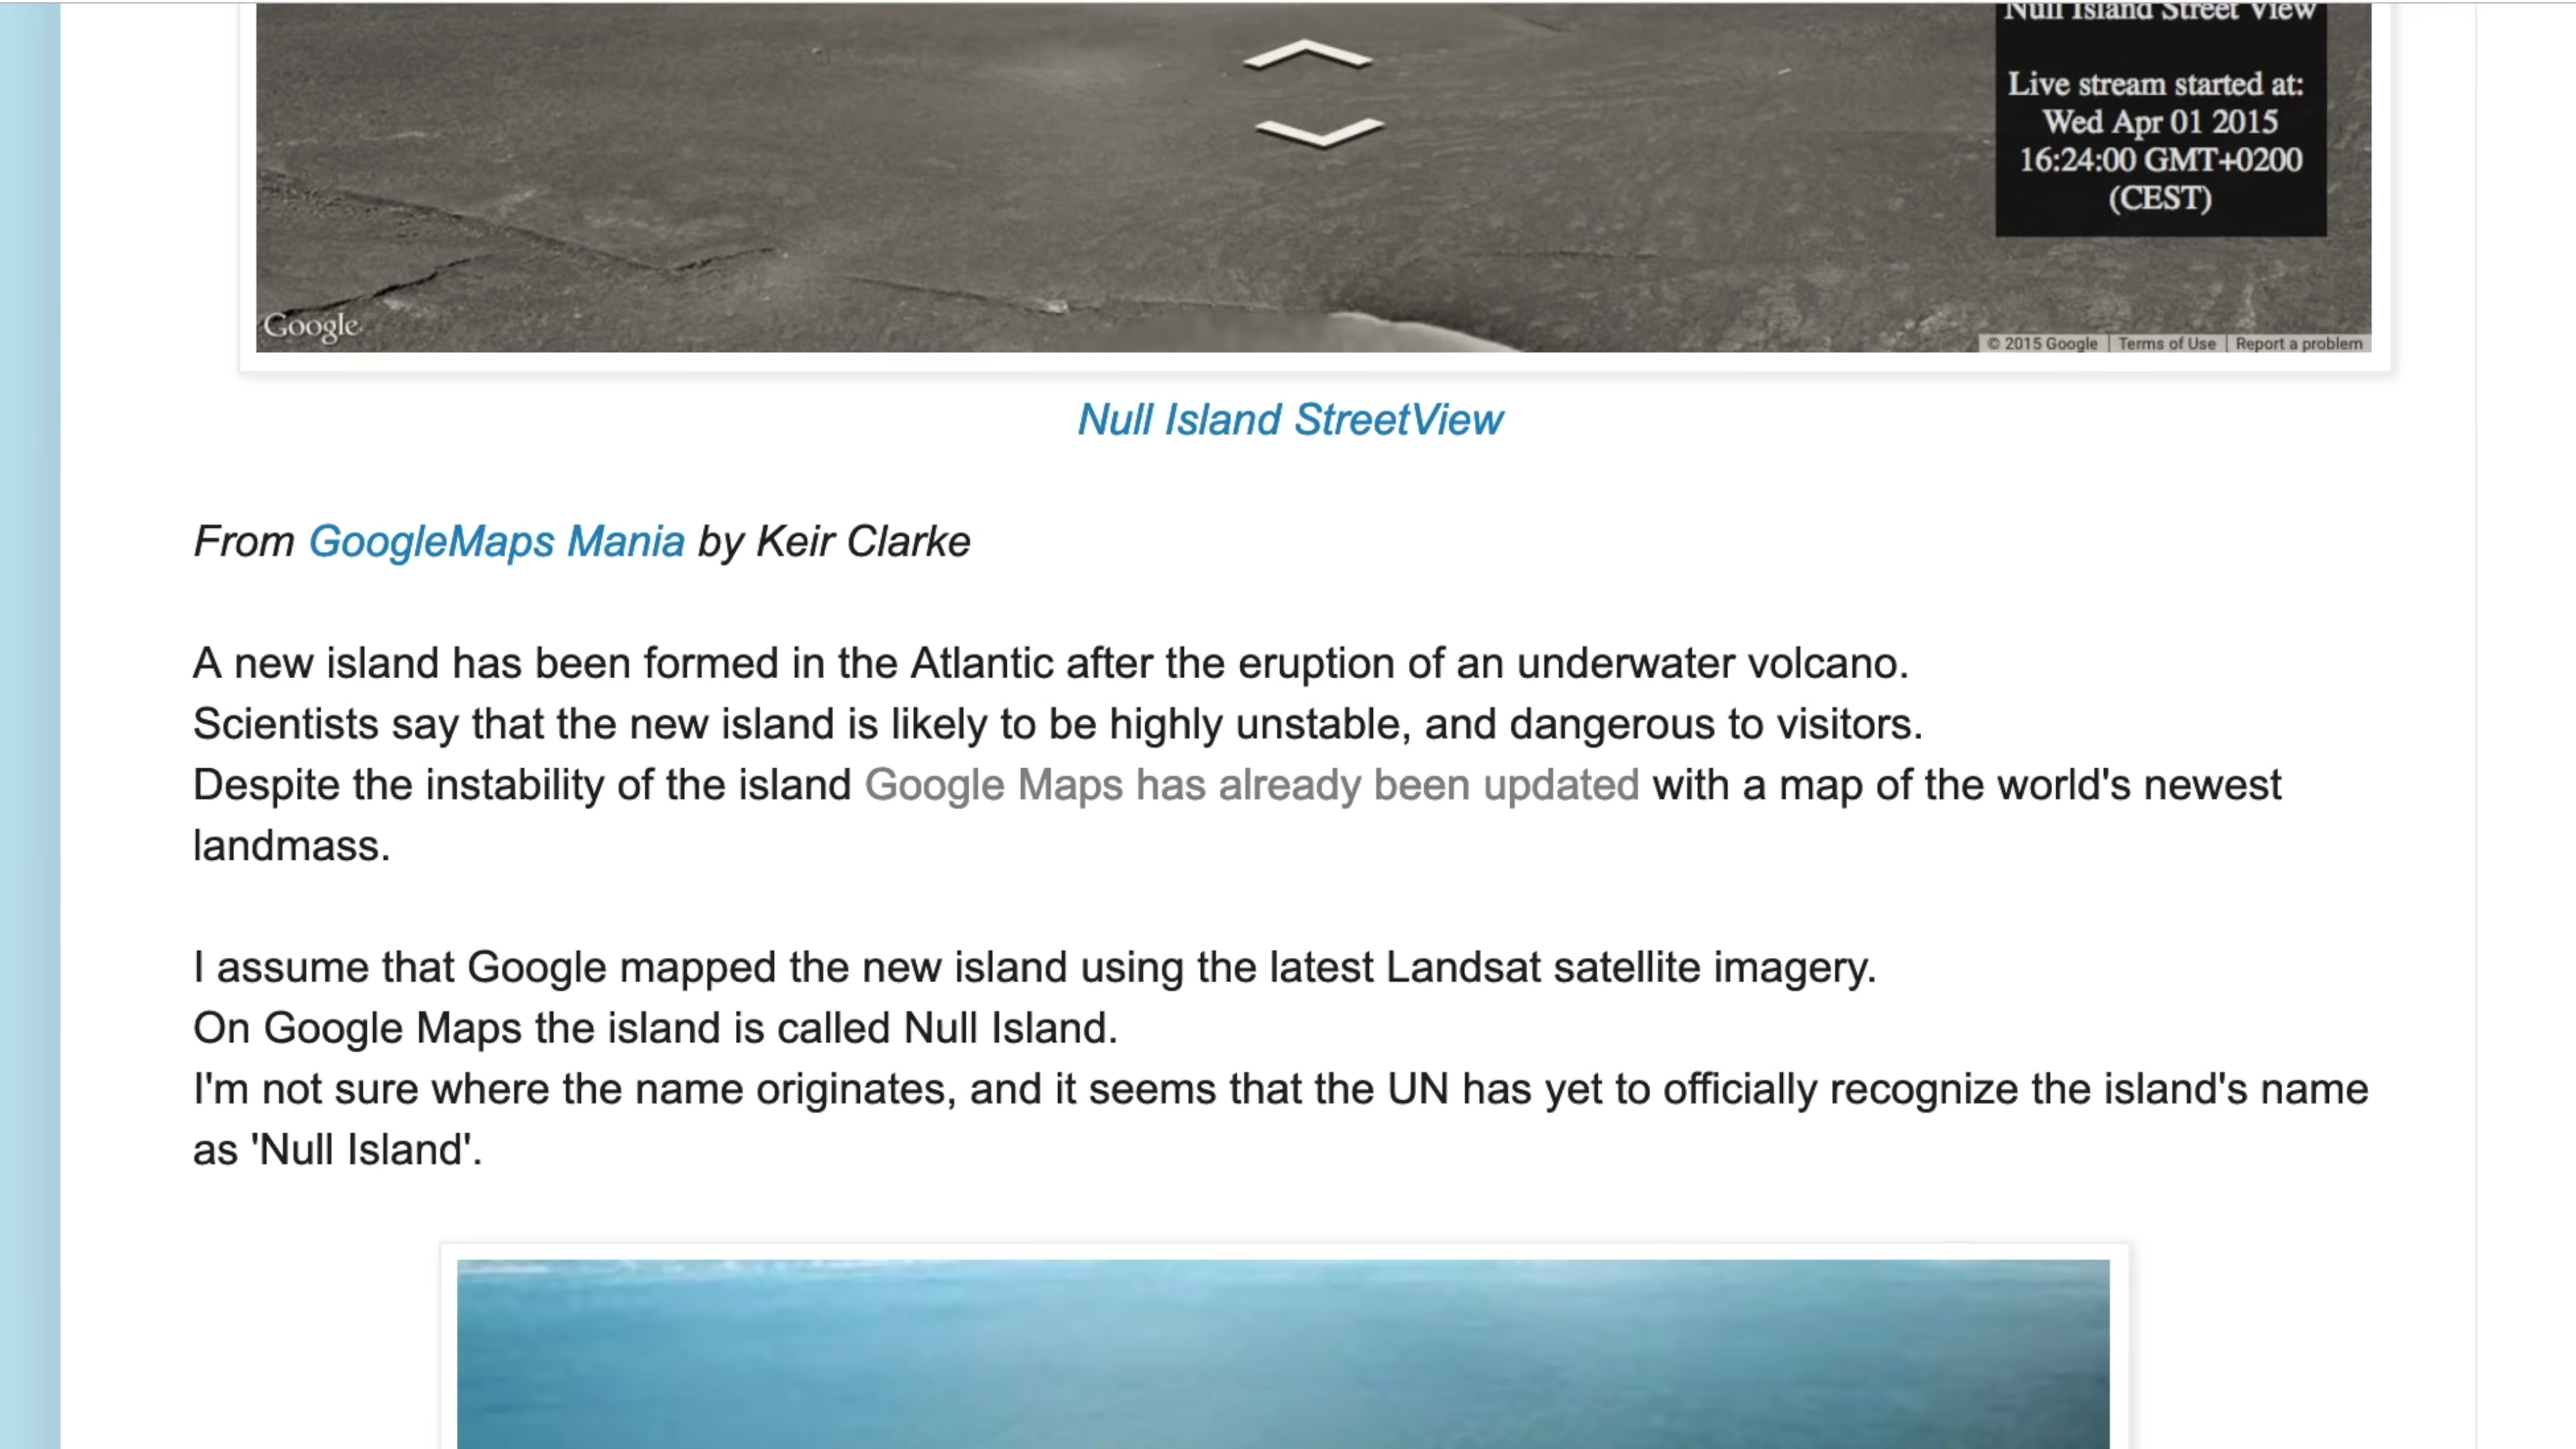 Null Island Street View
Live stream started at:
Wed Apr 01 2015
16:24:00 GMT+0200
(CEST)
Google
© 2015 Google | Terms of Use | Report a problem
Null Island StreetView
From GoogleMaps Mania by Keir Clarke
A new island has been formed in the Atlantic after the eruption of an underwater volcano.
Scientists say that the new island is likely to be highly unstable, and dangerous to visitors.
Despite the instability of the island Google Maps has already been updated with a map of the world's newest
landmass.
I assume that Google mapped the new island using the latest Landsat satellite imagery.
On Google Maps the island is called Null Island.
I'm not sure where the name originates, and it seems that the UN has yet to officially recognize the island's name
as 'Null Island'.